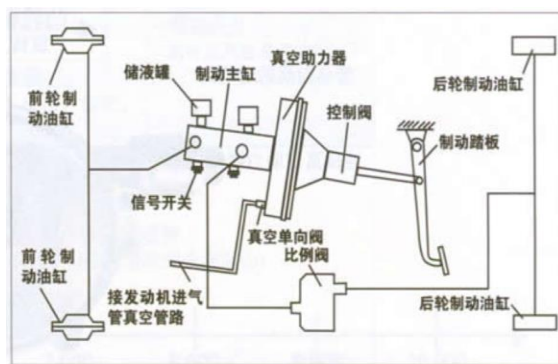 真空助力器
储液罐
制动主缸
控制阀
前轮制
动油缸
后轮制
动油缸
制动踏板
信号开关
真空单向阀
比例阀
前轮制
动油缸
接发动机进气
管真空管路
后轮制动油缸